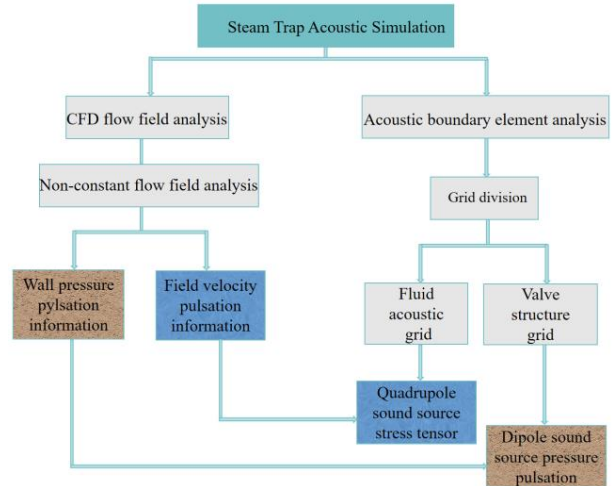 Steam Trap Acoustic Simulation
CFD flow field analysis
Acoustic boundary element analysis
Non-constant flow field analysis
Grid division
Wall pressure
pylsation
information
Field velocity
pulsation
information
Fluid
acoustic
grid
Valve
structure
grid
Quadrupole
sound source
stress tensor
Dipole sound
source pressure
pulsation